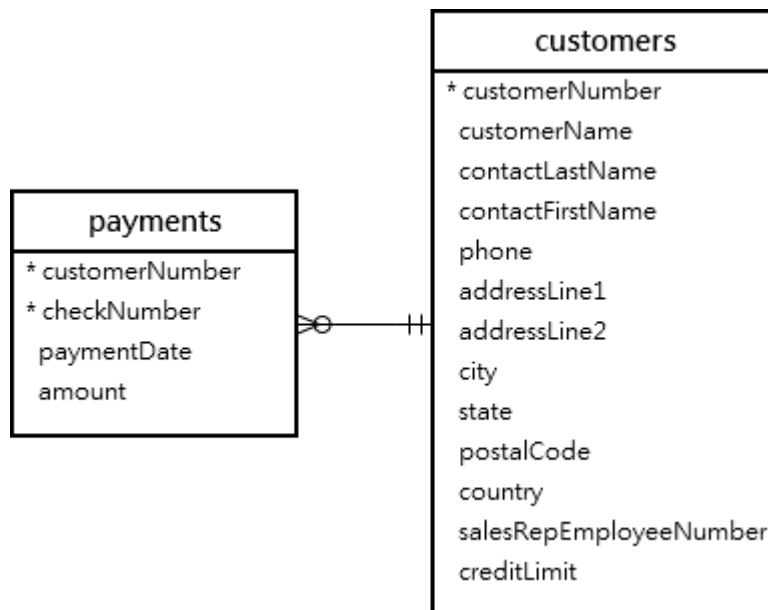 payments
* customerNumber
* checkNumber
paymentDate
amount
customers
* customerNumber
customerName
contactLastName
contactFirstName
phone
addressLine1
addressLine2
city
state
postalCode
country
salesRepEmployeeNumber
creditLimit